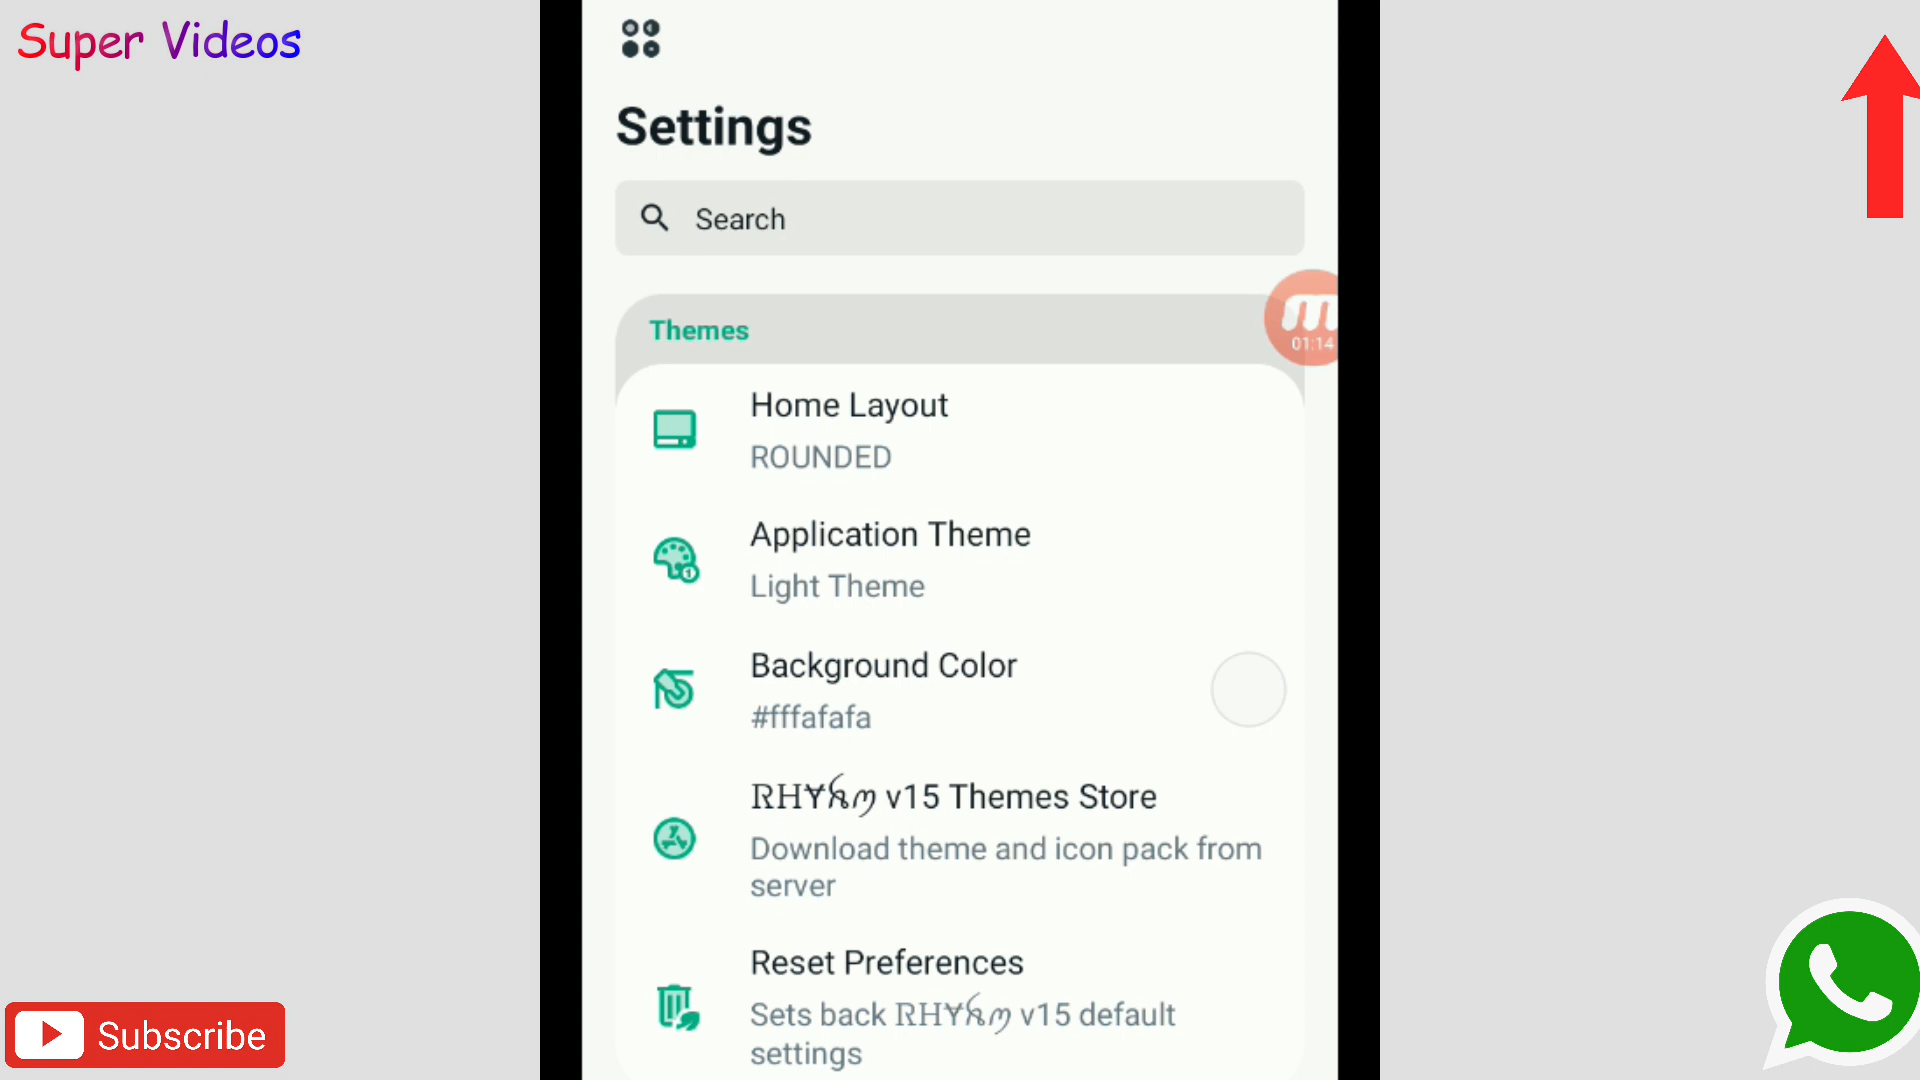 Super Videos
Settings
Search
Themes
01:14
Home Layout
ROUNDED
Application Theme
Light Theme
Background Color
#fffafafa
v15 Themes Store
Download theme and icon pack from
server
Reset Preferences
Sets back
v15 default
settings
Subscribe